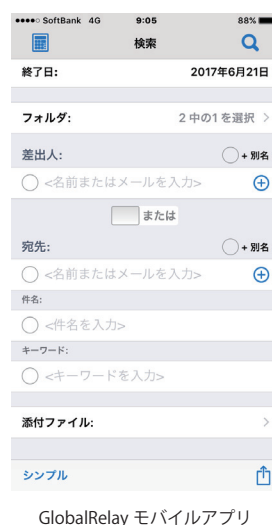 SoftBank 4G 9:05 88%
検索
終了日: 2017年6月21日
フォルダ: 2 中の1 を選択 >
差出人: + 別名
<名前またはメールを入力>
または
宛先: + 別名
<名前またはメールを入力>
件名:
<件名を入力>
キーワード:
<キーワードを入力>
添付ファイル: >
シンプル
GlobalRelay モバイルアプリ